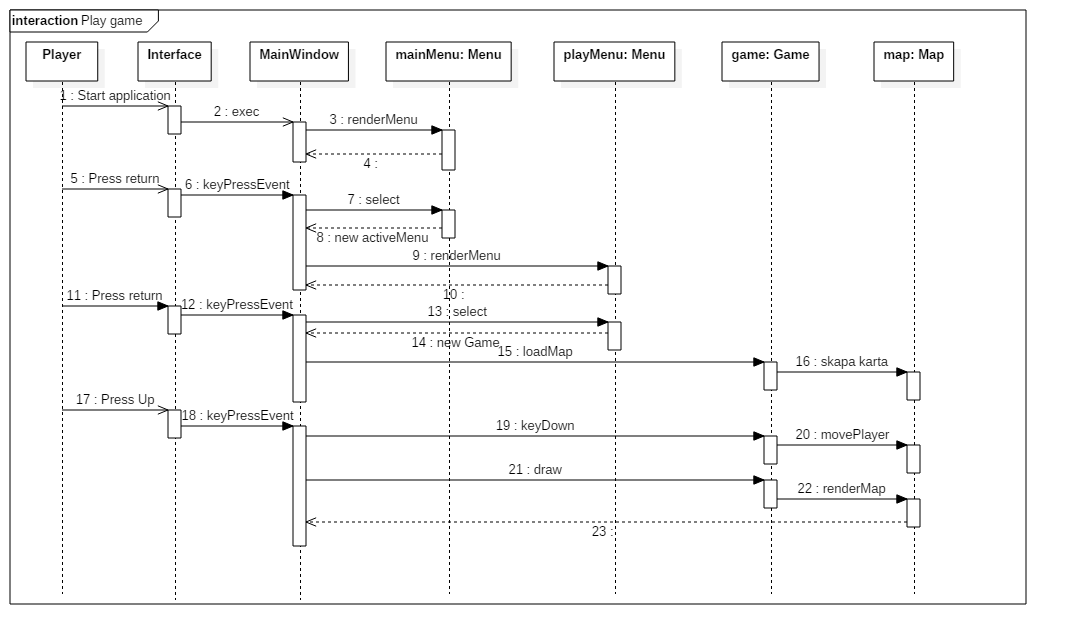 interaction Play game
Player
Interface
MainWindow
mainMenu: Menu
playMenu: Menu
game: Game
map: Map
1 : Start application
2 : exec
3 : renderMenu
4 :
5 : Press return
6 : keyPressEvent
7 : select
8 : new activeMenu
9 : renderMenu
10 :
11 : Press return
12 : keyPressEvent
13 : select
14 : new Game
15 : loadMap
16 : skapa karta
17 : Press Up
18 : keyPressEvent
19 : keyDown
20 : movePlayer
21 : draw
22 : renderMap
23 :